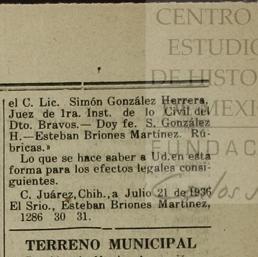 CENTRO
ESTUDIO
DE HISTO
MEXIC
FUNDAC
el C. Lic. Simón González Herrera,
Juez de 1ra. Inst. de lo Civil del
Dto. Bravos.— Doy fe. S. González
H.—Esteban Briones Martínez. Rú-
bricas.»
Lo que se hace saber a Ud. en esta
forma para los efectos legales consi-
guientes.
C. Juárez, Chih., a Julio 21 de 1936
El Srio., Esteban Briones Martínez,
1286 30 31.
TERRENO MUNICIPAL